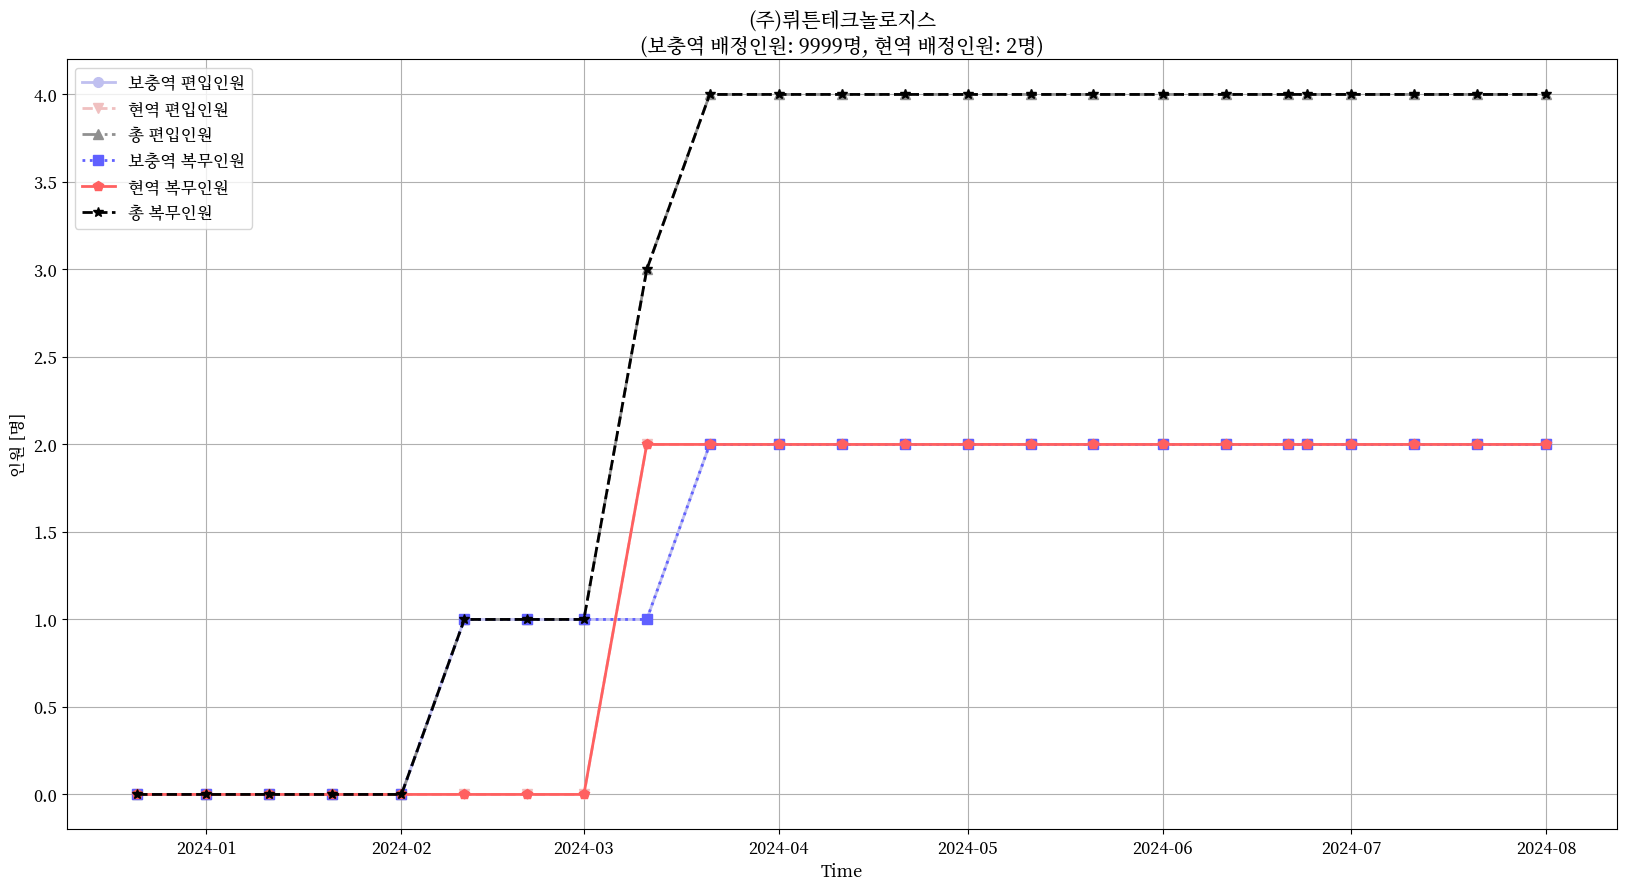 (주)뤼튼테크놀로지스
(보충역 배정인원: 9999명, 현역 배정인원: 2명)
보충역 편입인원
현역 편입인원
총 편입인원
보충역 복무인원
현역 복무인원
총 복무인원
4.0
3.5
3.0
2.5
2.0
1.5
1.0
0.5
0.0
인원 [명]
2024-01
2024-02
2024-03
2024-04
2024-05
2024-06
2024-07
2024-08
Time